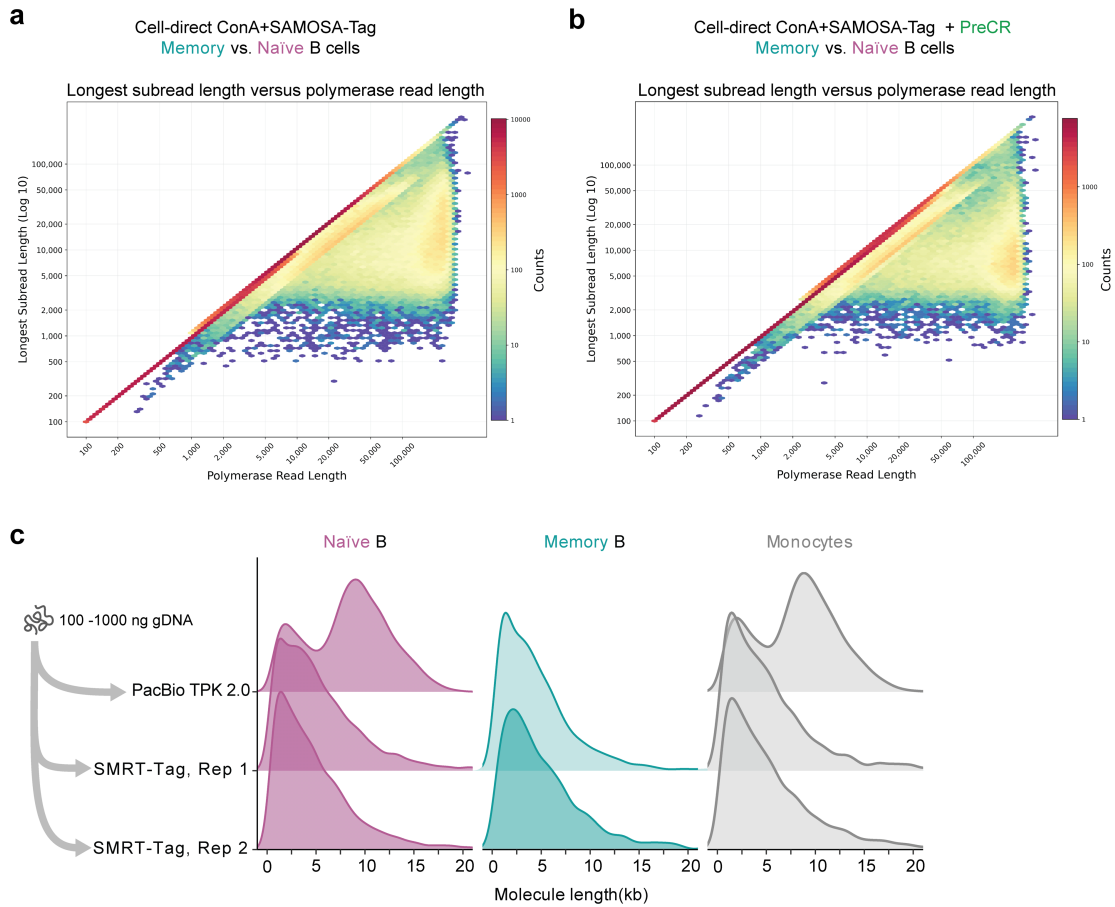 a
Cell-direct ConA+SAMOSA-Tag
Memory vs. Naïve B cells
Longest subread length versus polymerase read length
Longest Subread Length (Log 10)
100,000
50,000
20,000
10,000
5,000
2,000
1,000
500
200
100
100 200 500 1,000 2,000 5,000 10,000 20,000 50,000 100,000
Polymerase Read Length
10000
1000
100
10
1
Counts
b
Cell-direct ConA+SAMOSA-Tag + PreCR
Memory vs. Naïve B cells
Longest subread length versus polymerase read length
Longest Subread Length (Log 10)
100,000
50,000
20,000
10,000
5,000
2,000
1,000
500
200
100
100 200 500 1,000 2,000 5,000 10,000 20,000 50,000 100,000
Polymerase Read Length
1000
100
10
1
Counts
c
Naïve B Memory B Monocytes
100 -1000 ng gDNA
PacBio TPK 2.0
SMRT-Tag, Rep 1
SMRT-Tag, Rep 2
0 5 10 15 20 0 5 10 15 20 0 5 10 15 20
Molecule length(kb)